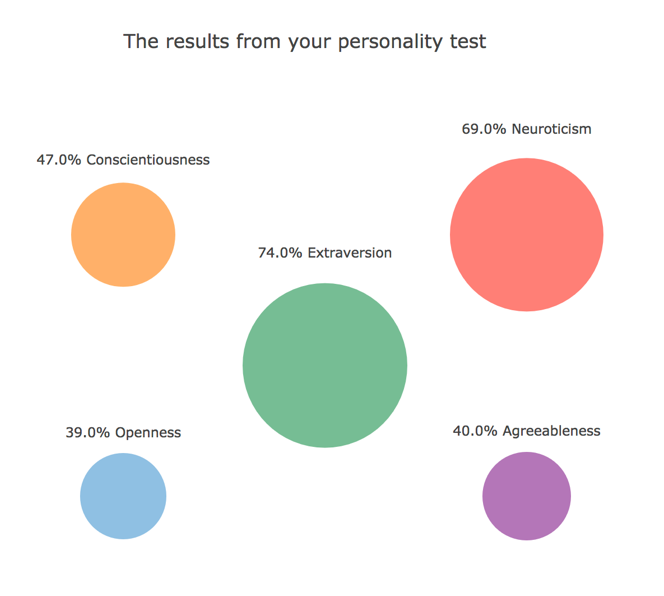 The results from your personality test
69.0% Neuroticism
47.0% Conscientiousness
74.0% Extraversion
39.0% Openness
40.0% Agreeableness